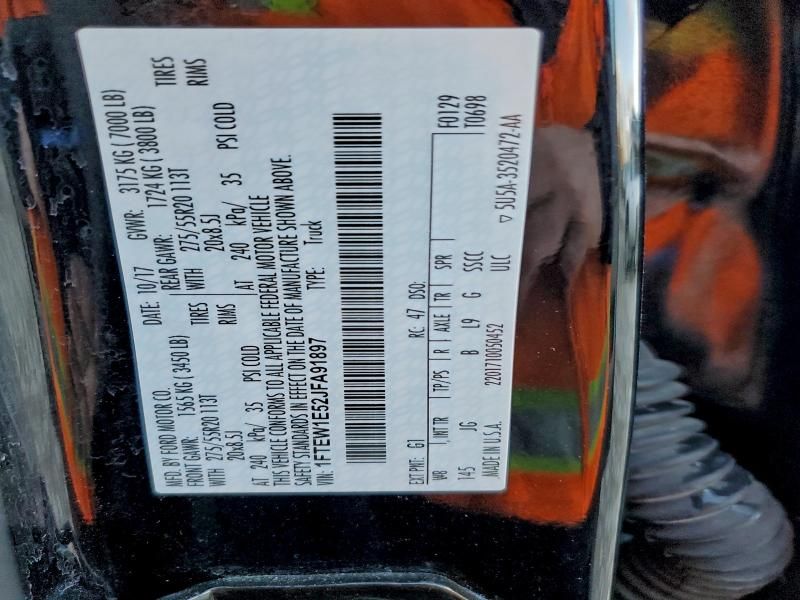 MFD. BY FORD MOTOR CO.
DATE: 10/17 GVWR: 3175 KG ( 7000 LB)
FRONT GAWR: 1565 KG ( 3450 LB) REAR GAWR: 1724 KG ( 3800 LB)
275/55R20 113T TIRES WITH 275/55R20 113T TIRES
20x8.5J RIMS 20x8.5J RIMS
AT 240 kPa/ 35 PSI COLD AT 240 kPa/ 35 PSI COLD
THIS VEHICLE CONFORMS TO ALL APPLICABLE FEDERAL MOTOR VEHICLE
SAFETY STANDARDS IN EFFECT ON THE DATE OF MANUFACTURE SHOWN ABOVE.
VIN: 1FTEW1E52JFA91897 TYPE: Truck
EXT PNT: G1 RC: 47 DSO: F0129
WB INT TR TP/PS R AXLE TR SPR T0698
145 JG B L9 G SSCC
MADE IN U.S.A. 2201710050452 ULC ▽ 5U5A-3520472-AA